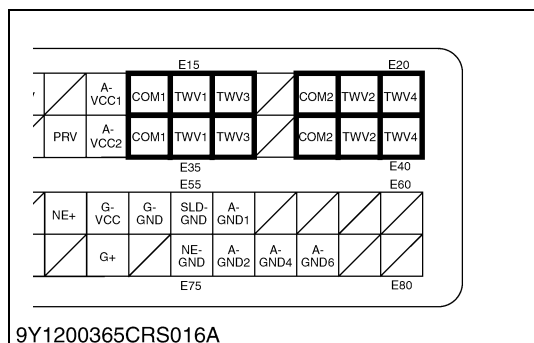 E15 E20
A-VCC1 COM1 TWV1 TWV3 COM2 TWV2 TWV4
PRV A-VCC2 COM1 TWV1 TWV3 COM2 TWV2 TWV4
E35 E40
E55 E60
NE+ G-VCC G-GND SLD-GND A-GND1
G+ NE-GND A-GND2 A-GND4 A-GND6
E75 E80
9Y1200365CRS016A